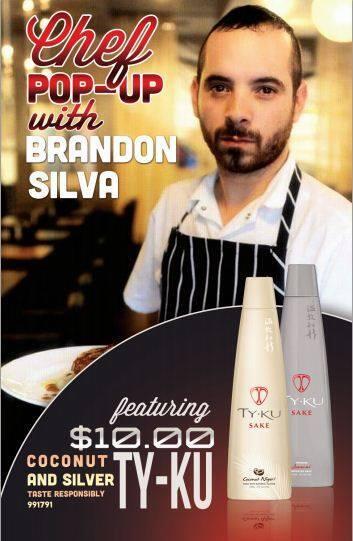 Chef
POP-UP
with
BRANDON
SILVA
featuring
$10.00
COCONUT
AND SILVER
TY-KU
TASTE RESPONSIBLY
991791
TY·KU
SAKE
Coconut Nigori
TY·KU
SAKE